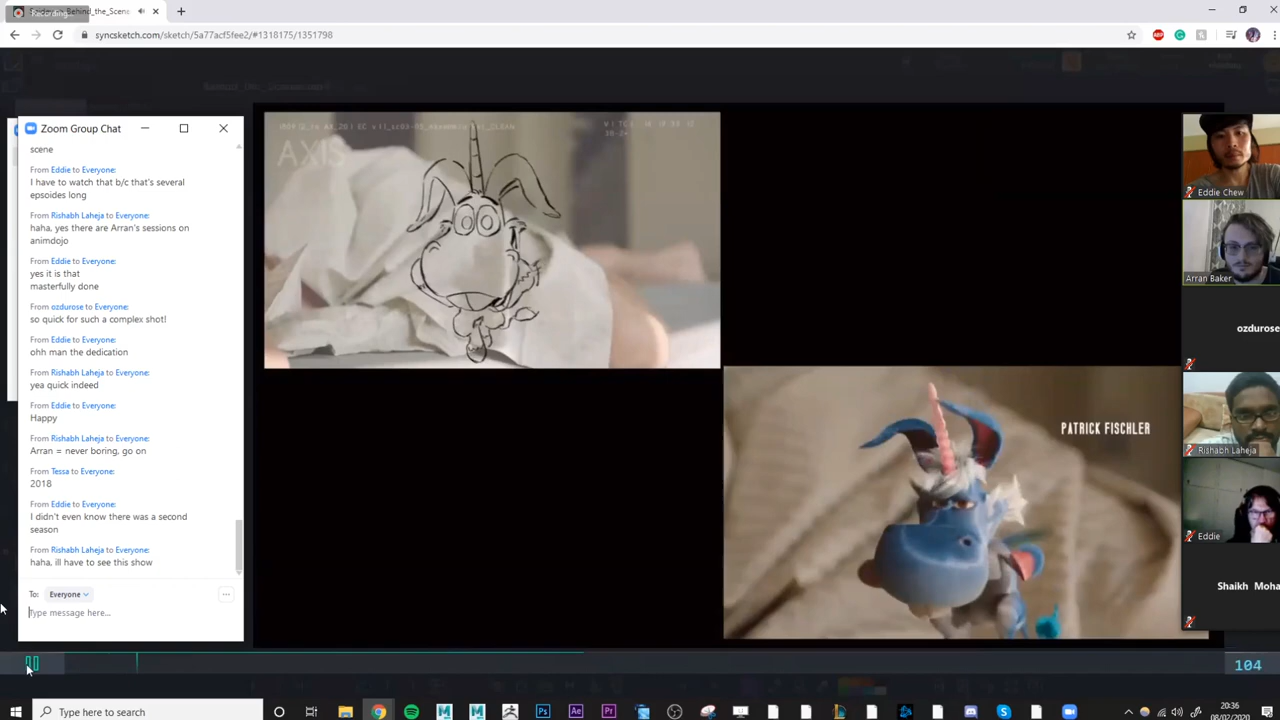 Recording...
_Behind_the_Scene
syncsketch.com/sketch/5a77acf5fee2/#1318175/1351798
Zoom Group Chat
scene
From Eddie to Everyone:
I have to watch that b/c that's several
epsoides long
From Rishabh Laheja to Everyone:
haha, yes there are Arran's sessions on
animdojo
From Eddie to Everyone:
yes it is that
masterfully done
From ozdurose to Everyone:
so quick for such a complex shot!
From Eddie to Everyone:
ohh man the dedication
From Rishabh Laheja to Everyone:
yea quick indeed
From Eddie to Everyone:
Happy
From Rishabh Laheja to Everyone:
Arran = never boring, go on
From Tessa to Everyone:
2018
From Eddie to Everyone:
I didn't even know there was a second
season
From Rishabh Laheja to Everyone:
haha, ill have to see this show
To: Everyone
Type message here...
AXIS
PATRICK FISCHLER
Eddie Chew
Arran Baker
ozdurose
Rishabh Laheja
Eddie
Shaikh Moha
104
Type here to search
20:36
08/02/2020